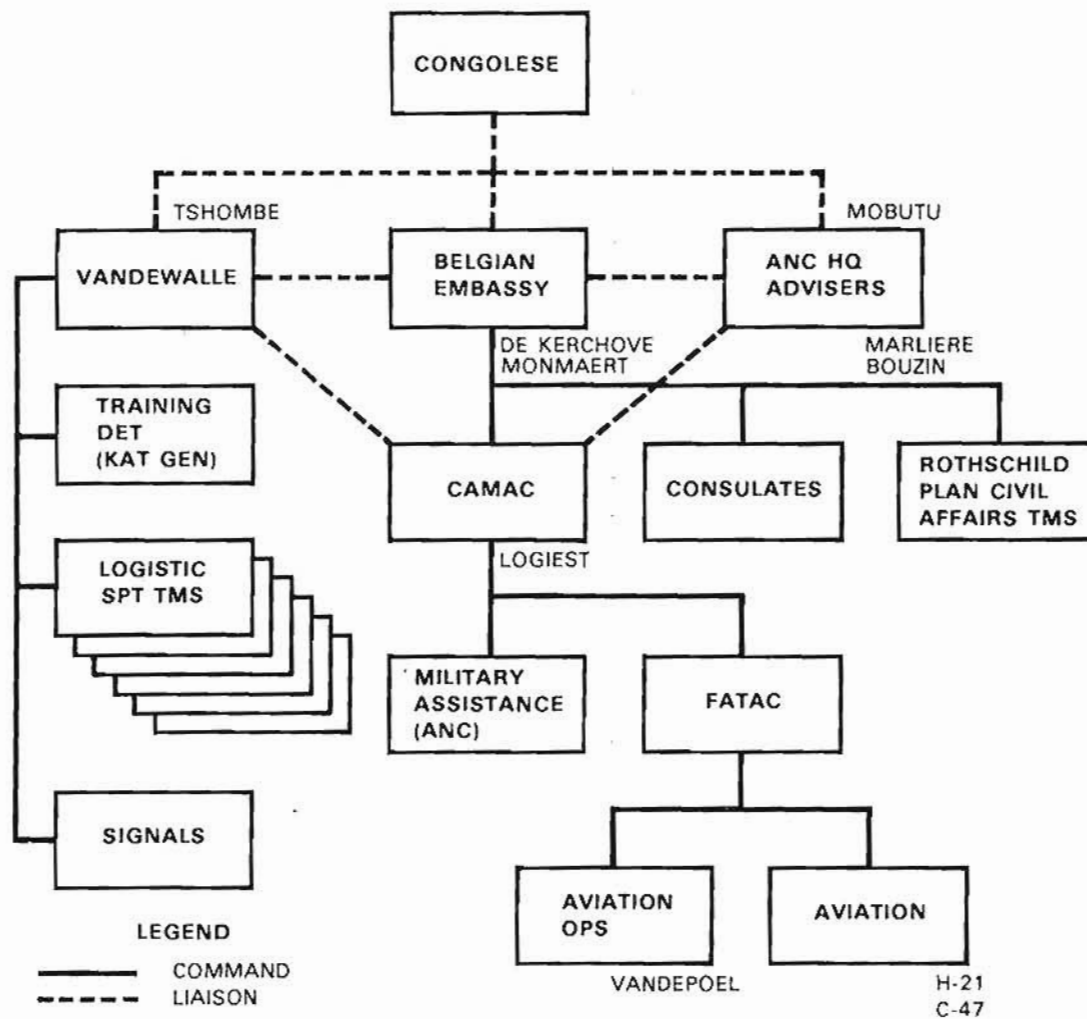 CONGOLESE
TSHOMBE
MOBUTU
VANDEWALLE
BELGIAN
EMBASSY
ANC HQ
ADVISERS
DE KERCHOVE
MONMAERT
MARLIERE
BOUZIN
TRAINING
DET
(KAT GEN)
CAMAC
CONSULATES
ROTHSCHILD
PLAN CIVIL
AFFAIRS TMS
LOGIEST
LOGISTIC
SPT TMS
MILITARY
ASSISTANCE
(ANC)
FATAC
SIGNALS
AVIATION
OPS
AVIATION
VANDEPOEL
H-21
C-47
LEGEND
COMMAND
LIAISON